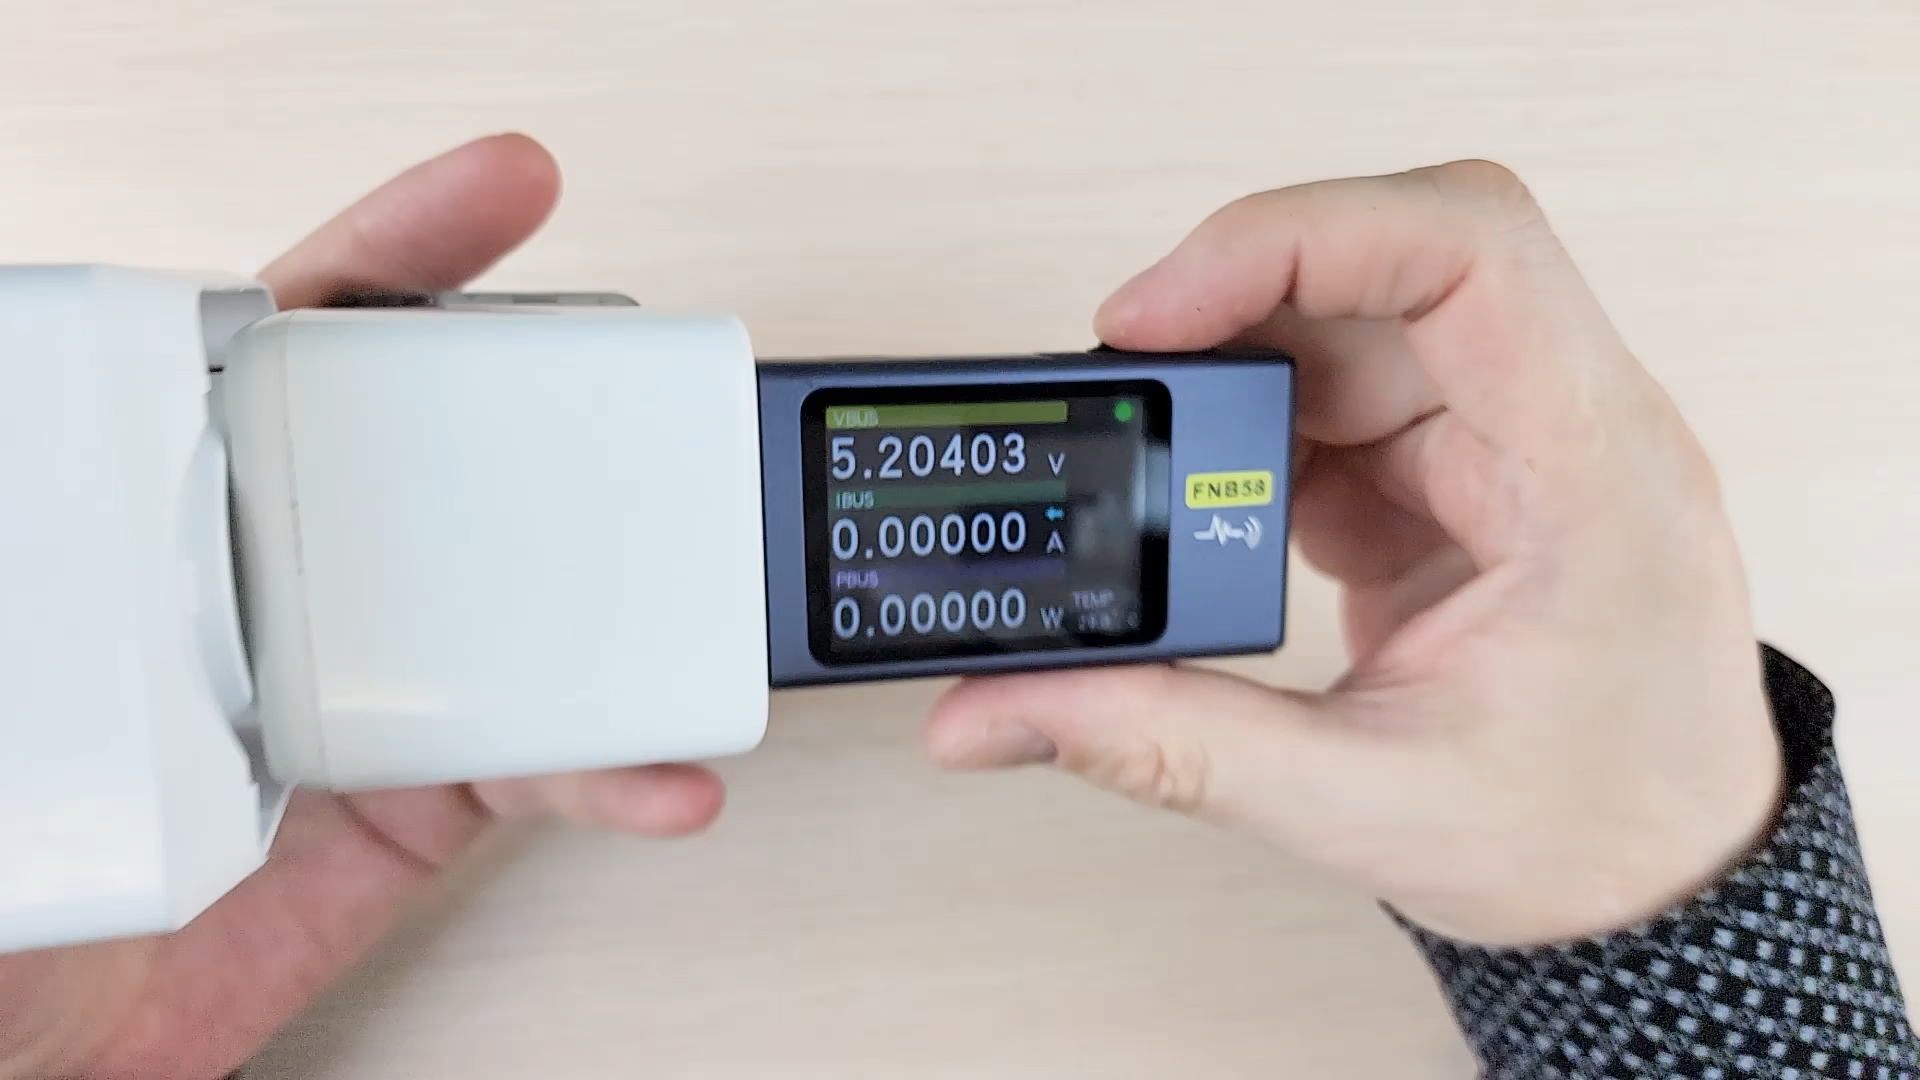 VBUS
5.20403 V
IBUS
0.00000 A
PBUS
0.00000 W
TEMP
FNB58